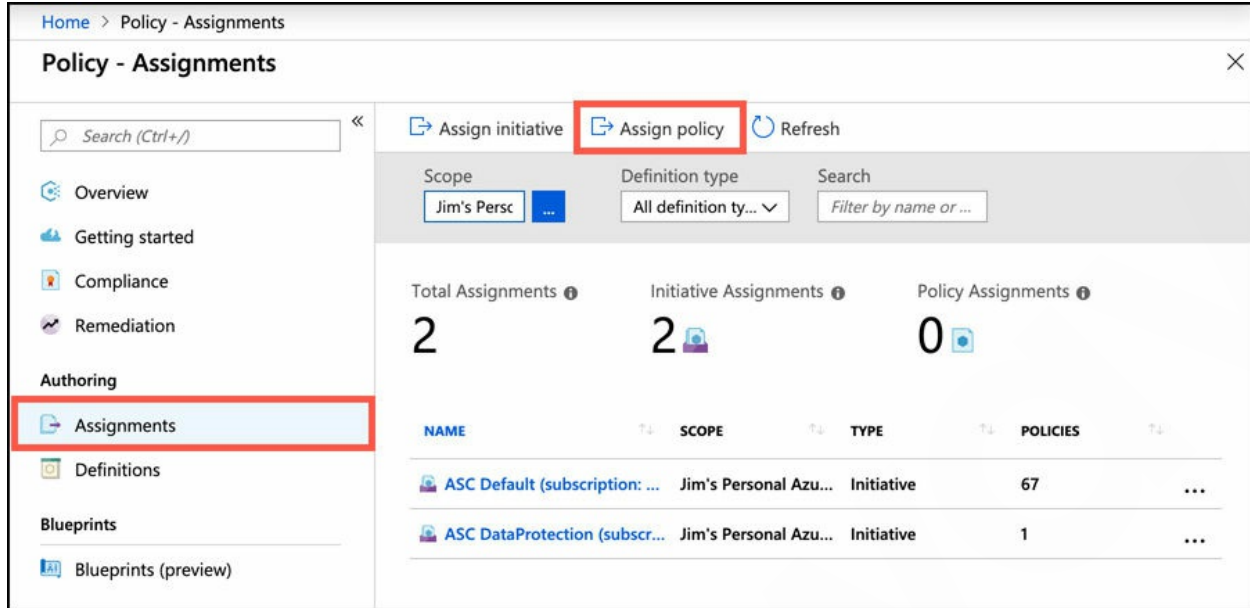 Home > Policy - Assignments
Policy - Assignments
Search (Ctrl+/)
Overview
Getting started
Compliance
Remediation
Authoring
Assignments
Definitions
Blueprints
Blueprints (preview)
Assign initiative Assign policy Refresh
Scope Definition type Search
Jim's Persc ... All definition ty... Filter by name or ...
Total Assignments Initiative Assignments Policy Assignments
2 2 0
NAME SCOPE TYPE POLICIES
ASC Default (subscription: ... Jim's Personal Azu... Initiative 67 ...
ASC DataProtection (subscr... Jim's Personal Azu... Initiative 1 ...